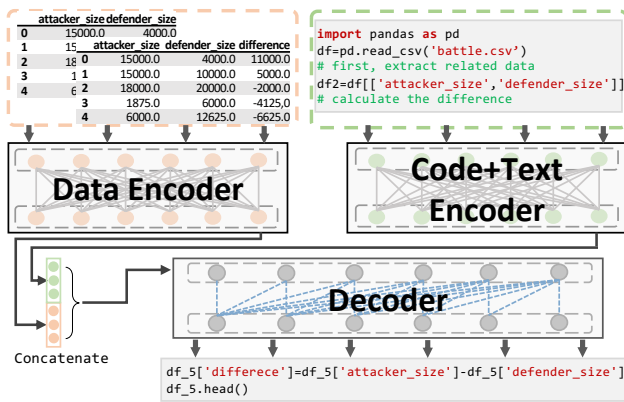 attacker_size defender_size
0 15000.0 4000.0
1 15
2 18
3 1
4 6
attacker_size defender_size difference
0 15000.0 4000.0 11000.0
1 15000.0 10000.0 5000.0
2 18000.0 20000.0 -2000.0
3 1875.0 6000.0 -4125,0
4 6000.0 12625.0 -6625.0
import pandas as pd
df=pd.read_csv('battle.csv')
# first, extract related data
df2=df[['attacker_size','defender_size']]
# calculate the difference
Data Encoder
Code+Text
Encoder
Decoder
Concatenate
df_5['differece']=df_5['attacker_size']-df_5['defender_size']
df_5.head()